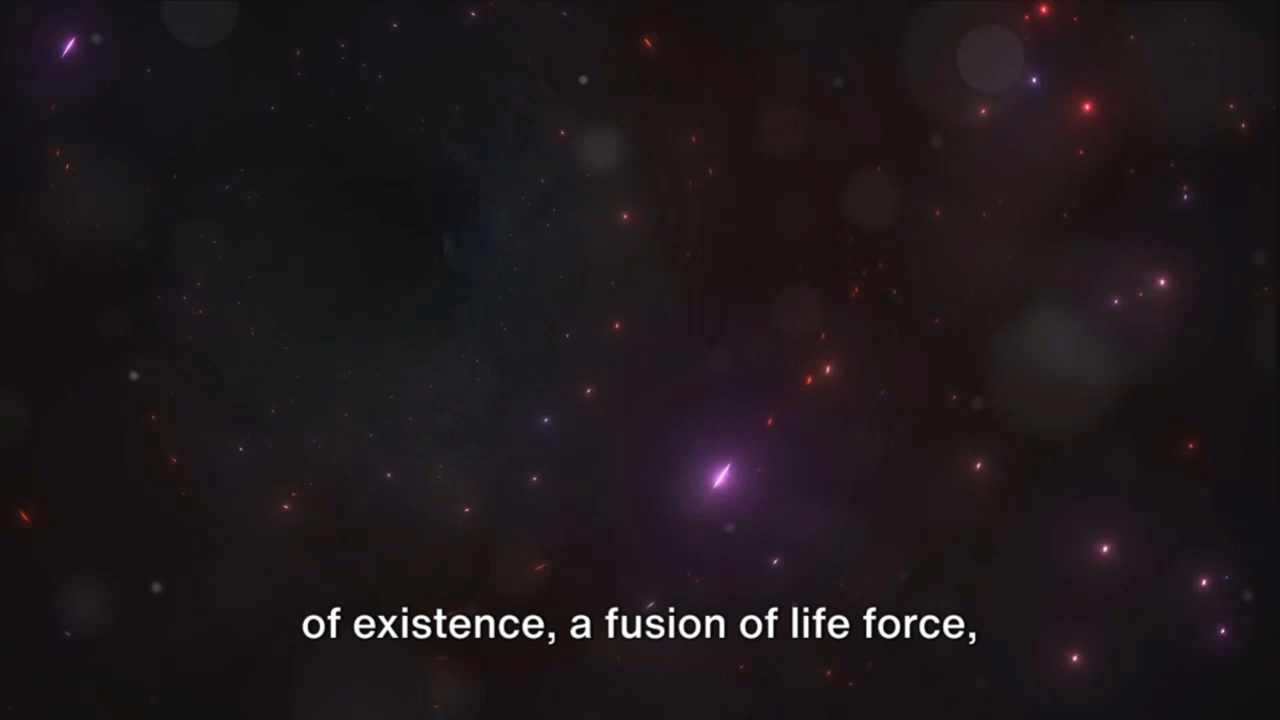 of existence, a fusion of life force,